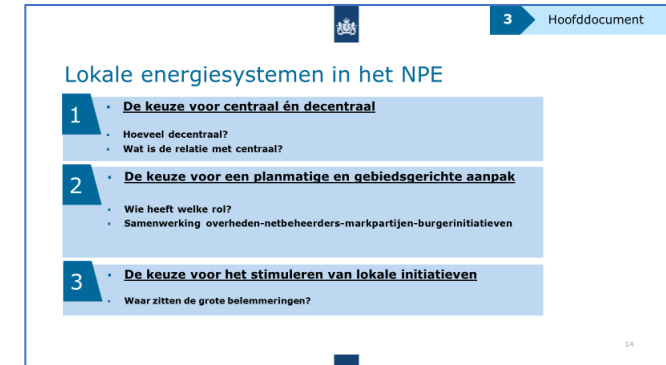 3 Hoofddocument
Lokale energiesystemen in het NPE
1
▪ De keuze voor centraal én decentraal
▪ Hoeveel decentraal?
▪ Wat is de relatie met centraal?
2
▪ De keuze voor een planmatige en gebiedsgerichte aanpak
▪ Wie heeft welke rol?
▪ Samenwerking overheden-netbeheerders-markpartijen-burgerinitiatieven
3
▪ De keuze voor het stimuleren van lokale initiatieven
▪ Waar zitten de grote belemmeringen?
14